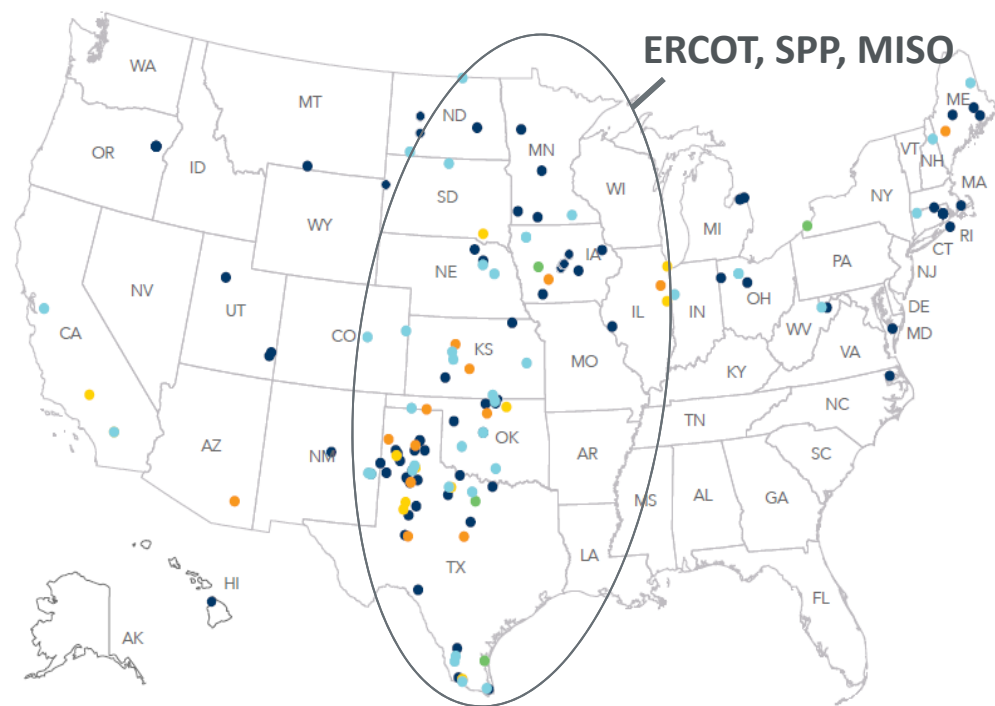 ERCOT, SPP, MISO
WA
MT
ND
MN
ME
VT
NH
OR
ID
SD
WI
NY
MA
WY
MI
RI
CT
NE
IA
PA
NJ
NV
IL
IN
OH
DE
UT
CO
WV
MD
CA
KS
MO
VA
KY
NC
TN
AZ
NM
OK
AR
SC
MS
AL
GA
TX
LA
HI
FL
AK